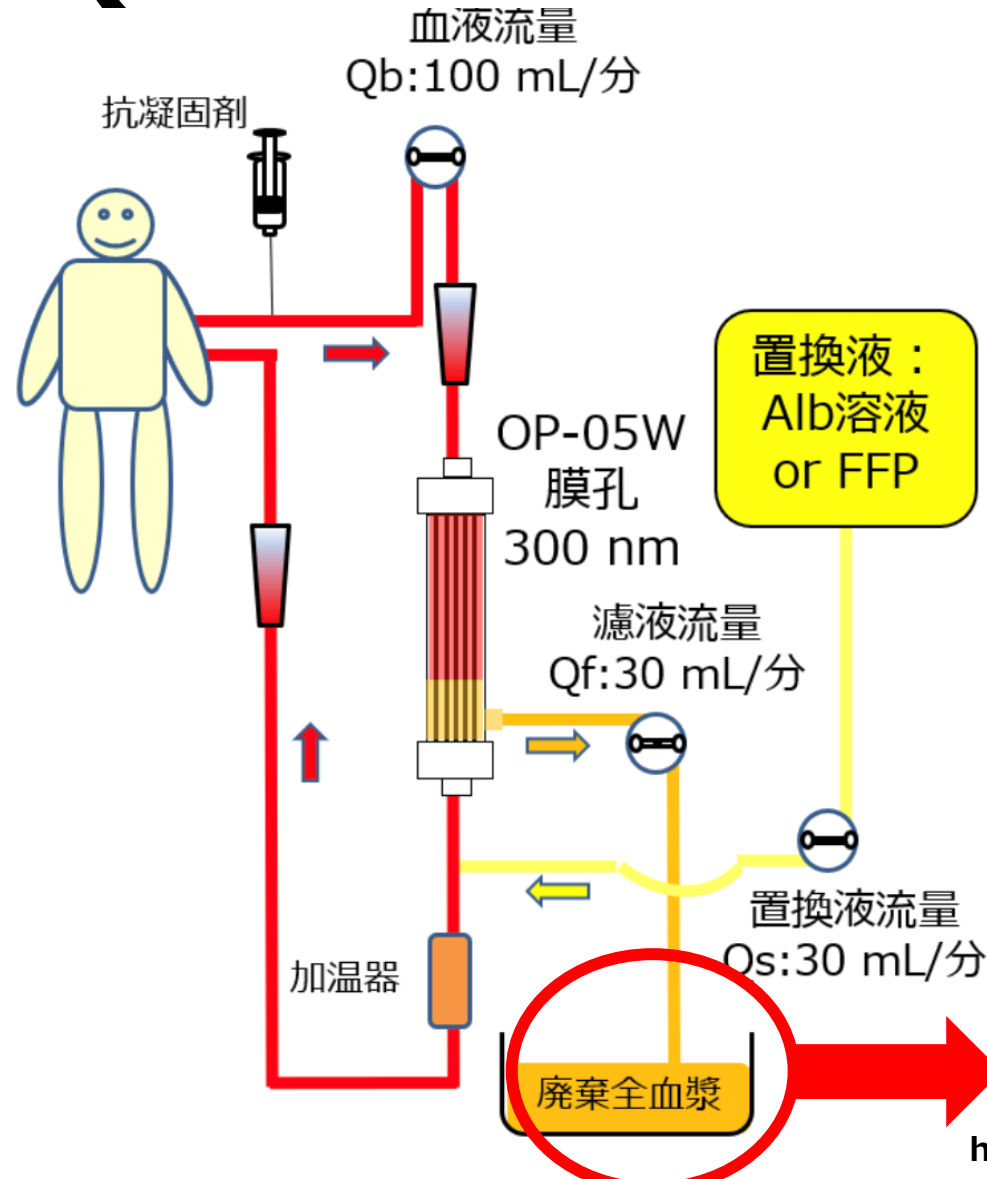 血液流量
Qb:100 mL/分
抗凝固剤
置換液：
Alb溶液
or FFP
OP-05W
膜孔
300 nm
濾液流量
Qf:30 mL/分
置換液流量
Qs:30 mL/分
加温器
廃棄全血漿
h